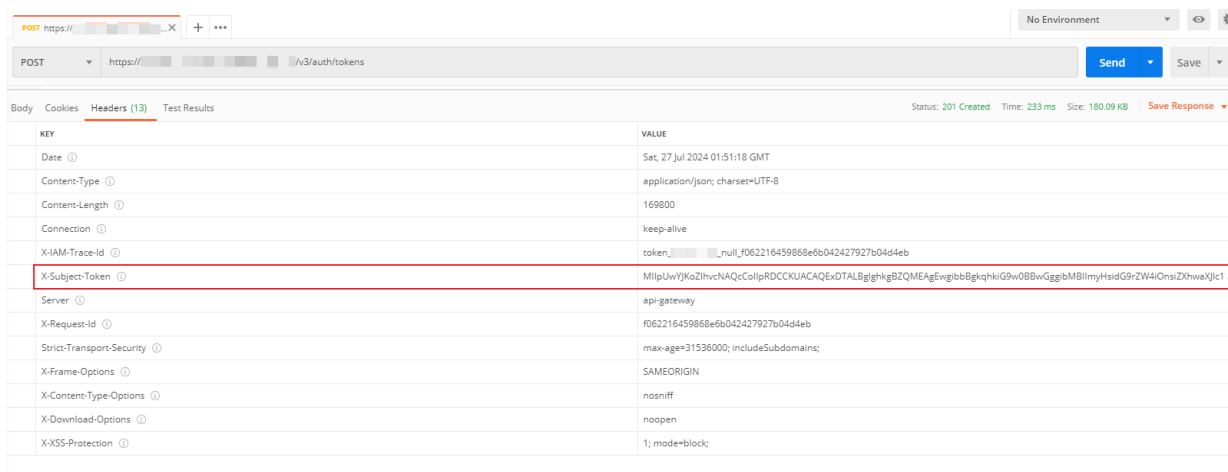 POST https:// ...
No Environment
POST https:// /v3/auth/tokens Send Save
Body Cookies Headers (13) Test Results Status: 201 Created Time: 233 ms Size: 180.09 KB Save Response
KEY VALUE
Date Sat, 27 Jul 2024 01:51:18 GMT
Content-Type application/json; charset=UTF-8
Content-Length 169800
Connection keep-alive
X-IAM-Trace-Id token_ _null_f062216459868e6b042427927b04d4eb
X-Subject-Token
Server api-gateway
X-Request-Id f062216459868e6b042427927b04d4eb
Strict-Transport-Security max-age=31536000; includeSubdomains;
X-Frame-Options SAMEORIGIN
X-Content-Type-Options nosniff
X-Download-Options noopen
X-XSS-Protection 1; mode=block;